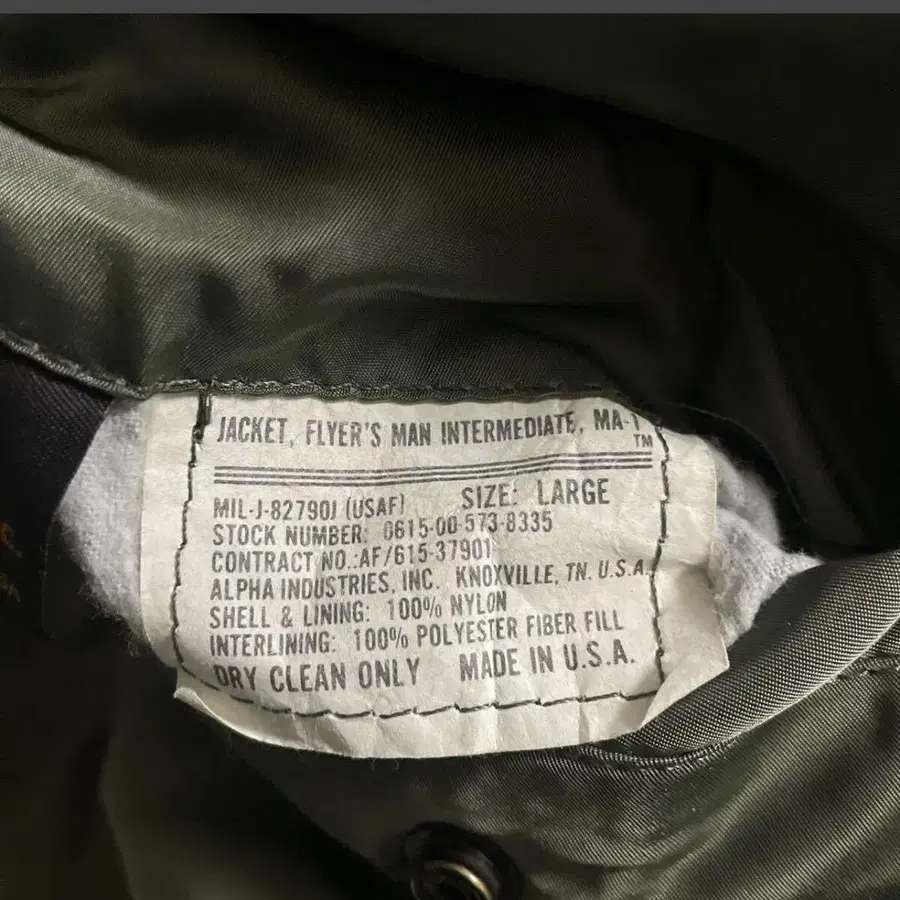 JACKET, FLYER'S MAN INTERMEDIATE, MA-1
TM
MIL-J-8279OJ (USAF) SIZE: LARGE
STOCK NUMBER: 0615-00-573-8335
CONTRACT NO.:AF/615-37901
ALPHA INDUSTRIES, INC. KNOXVILLE, TN. U.S.A.
SHELL & LINING: 100% NYLON
INTERLINING: 100% POLYESTER FIBER FILL
DRY CLEAN ONLY MADE IN U.S.A.